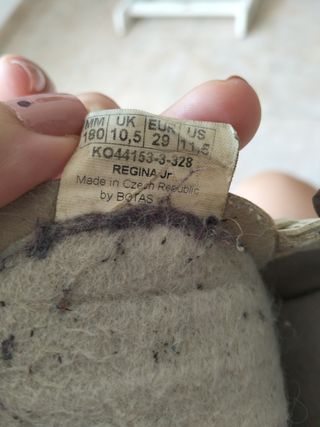 MM UK EUR US
180 10,5 29 11,5
KO44153-3-328
REGINA Jr
Made in Czech Republic
by BOTAS